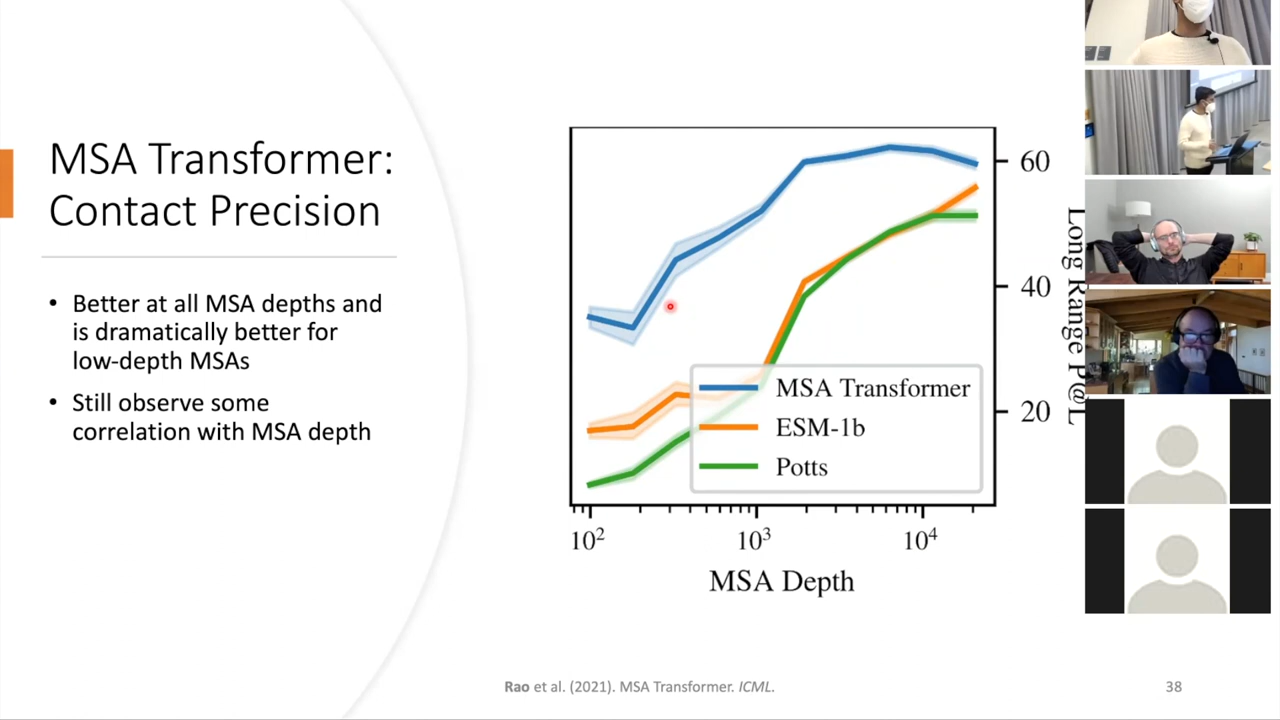 MSA Transformer:
Contact Precision
• Better at all MSA depths and
is dramatically better for
low-depth MSAs
• Still observe some
correlation with MSA depth
60
40
20
Long Range P@L
MSA Transformer
ESM-1b
Potts
10² 10³ 10⁴
MSA Depth
Rao et al. (2021). MSA Transformer. ICML.
38